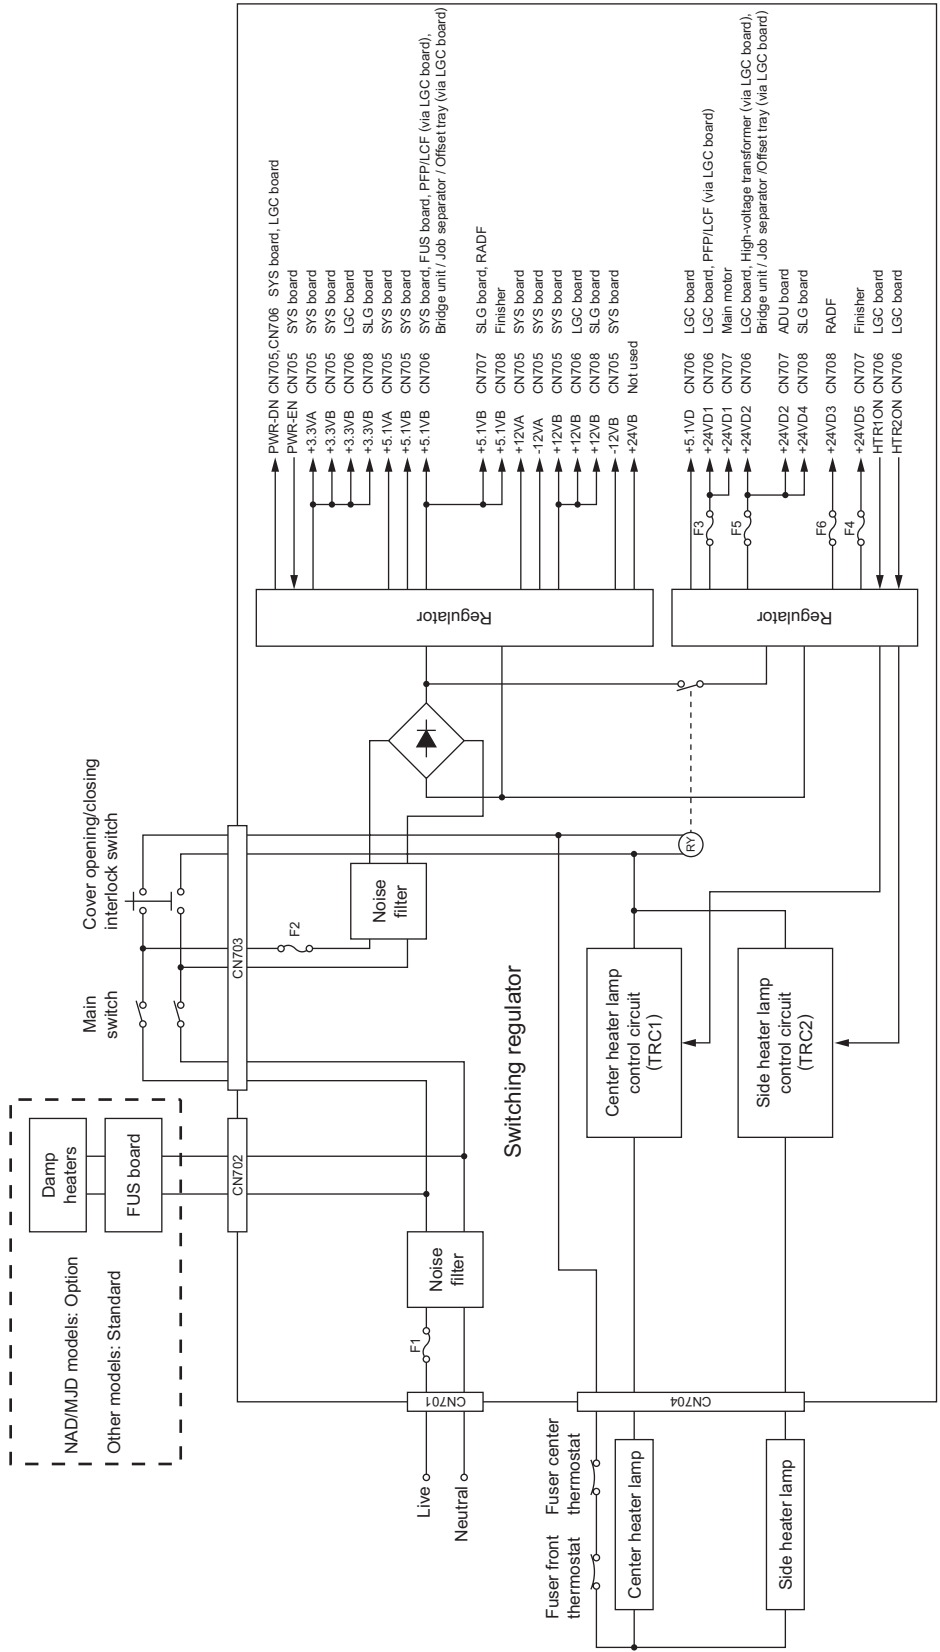 NAD/MJD models: Option
Other models: Standard
Damp
heaters
FUS board
Main
switch
Cover opening/closing
interlock switch
CN702
CN703
Live
Neutral
CN701
F1
Noise
filter
F2
Noise
filter
Switching regulator
RY
Fuser front
thermostat
Fuser center
thermostat
Center heater lamp
Side heater lamp
CN704
Center heater lamp
control circuit
(TRC1)
Side heater lamp
control circuit
(TRC2)
Regulator
PWR-DN CN705,CN706 SYS board, LGC board
PWR-EN CN705 SYS board
+3.3VA CN705 SYS board
+3.3VB CN705 SYS board
+3.3VB CN706 LGC board
+3.3VB CN708 SLG board
+5.1VA CN705 SYS board
+5.1VB CN705 SYS board
+5.1VB CN706 SYS board, FUS board, PFP/LCF (via LGC board),
Bridge unit / Job separator / Offset tray (via LGC board)
+5.1VB CN707 SLG board, RADF
+5.1VB CN708 Finisher
+12VA CN705 SYS board
-12VA CN705 SYS board
+12VB CN705 SYS board
+12VB CN706 LGC board
+12VB CN708 SLG board
-12VB CN705 SYS board
+24VB Not used
Regulator
F3
F5
F6
F4
+5.1VD CN706 LGC board
+24VD1 CN706 LGC board, PFP/LCF (via LGC board)
+24VD1 CN707 Main motor
+24VD2 CN706 LGC board, High-voltage transformer (via LGC board),
Bridge unit / Job separator /Offset tray (via LGC board)
+24VD2 CN707 ADU board
+24VD4 CN708 SLG board
+24VD3 CN708 RADF
+24VD5 CN707 Finisher
HTR1ON CN706 LGC board
HTR2ON CN706 LGC board